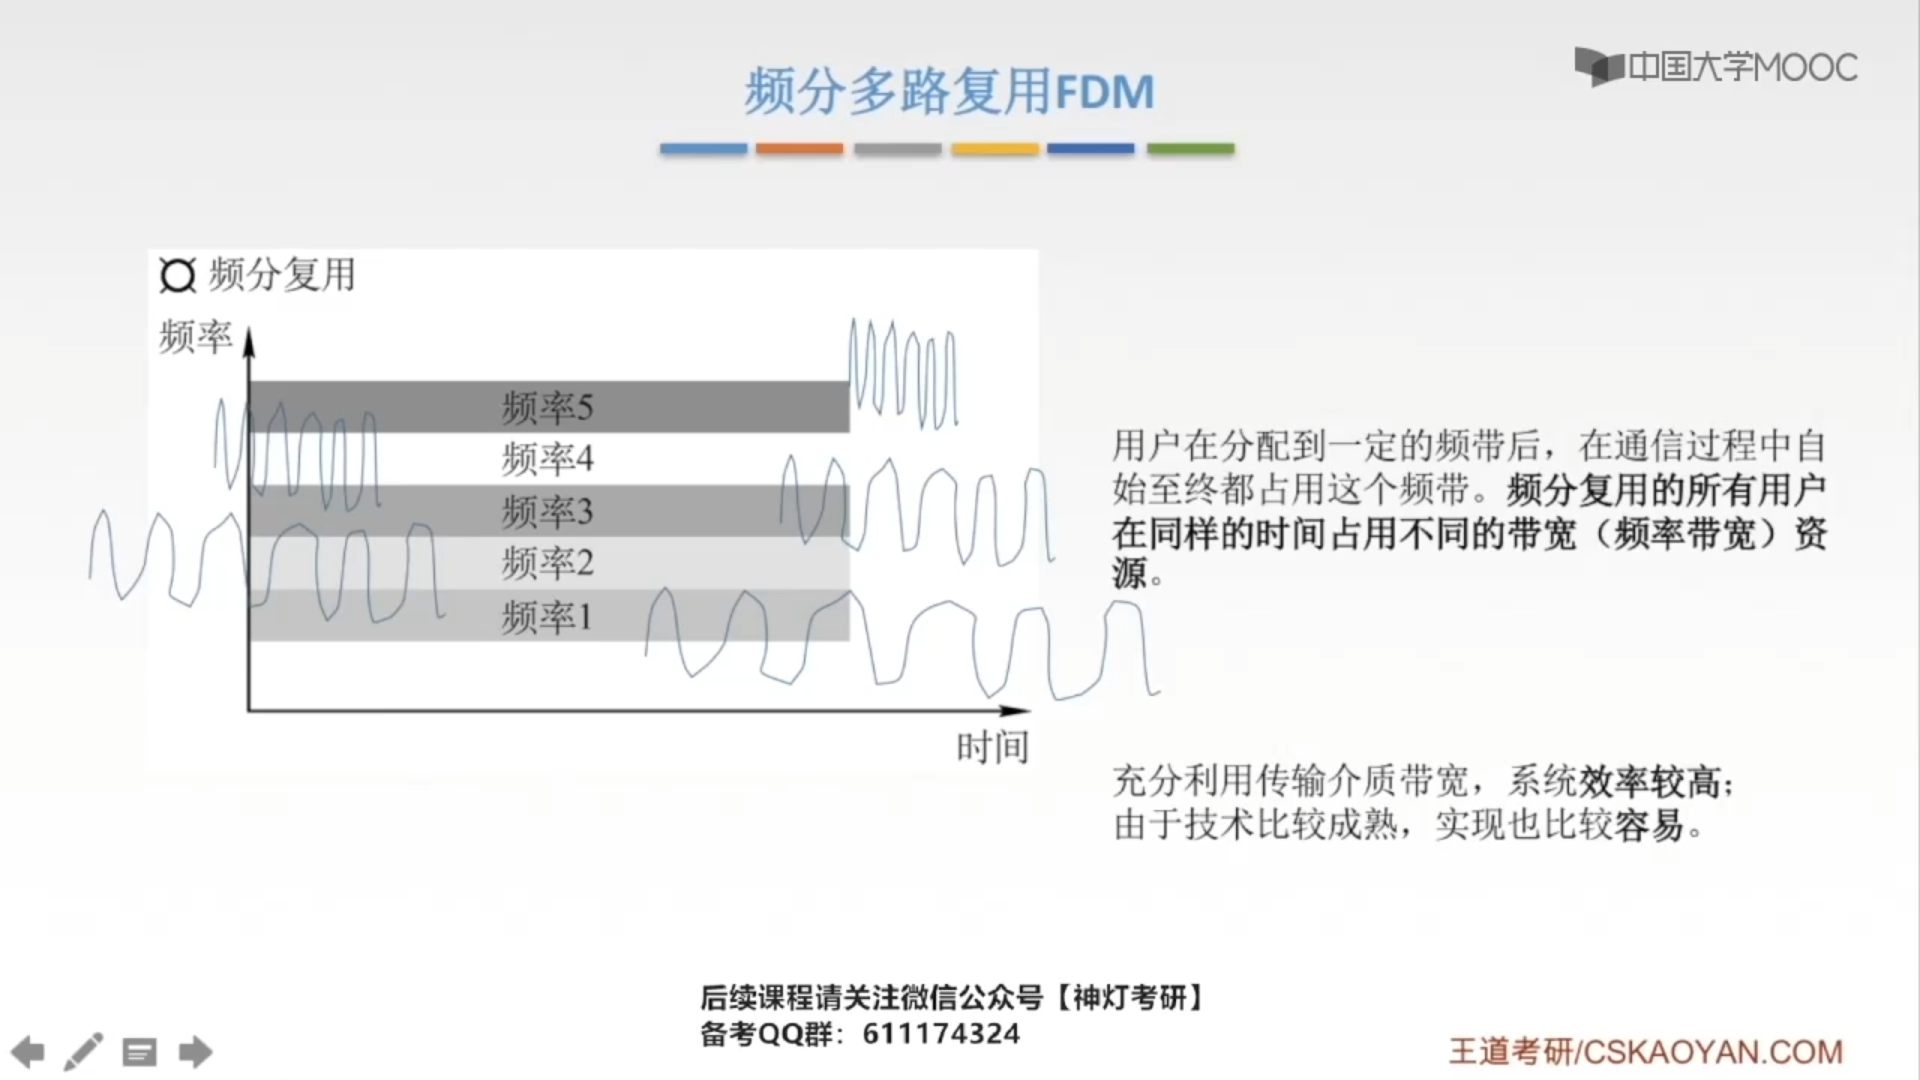 中国大学MOOC
频分多路复用FDM
¤ 频分复用
频率
频率5
频率4
频率3
频率2
频率1
时间
用户在分配到一定的频带后，在通信过程中自
始至终都占用这个频带。频分复用的所有用户
在同样的时间占用不同的带宽（频率带宽）资
源。
充分利用传输介质带宽，系统效率较高；
由于技术比较成熟，实现也比较容易。
后续课程请关注微信公众号【神灯考研】
备考QQ群：611174324
王道考研/CSKAOYAN.COM